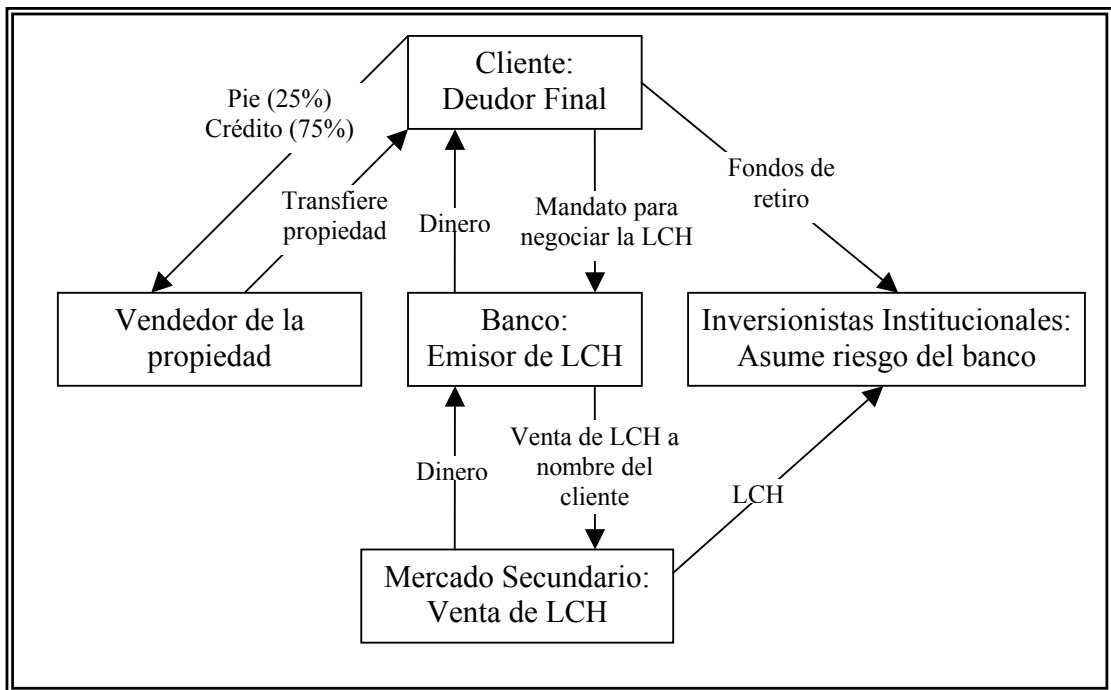 Cliente:
Deudor Final
Pie (25%)
Crédito (75%)
Transfiere
propiedad
Dinero
Mandato para
negociar la LCH
Fondos de
retiro
Vendedor de la
propiedad
Banco:
Emisor de LCH
Inversionistas Institucionales:
Asume riesgo del banco
Dinero
Venta de LCH a
nombre del
cliente
LCH
Mercado Secundario:
Venta de LCH